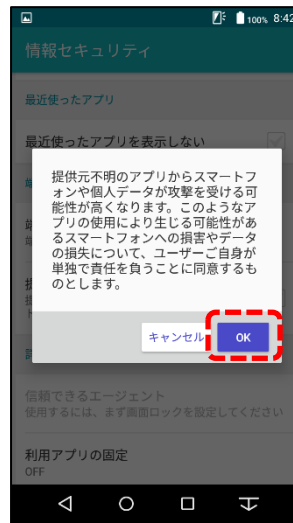 100% 8:42
情報セキュリティ
最近使ったアプリ
最近使ったアプリを表示しない
提供元不明のアプリからスマートフ
ォンや個人データが攻撃を受ける可
能性が高くなります。このようなア
プリの使用により生じる可能性があ
るスマートフォンへの損害やデータ
の損失について、ユーザーご自身が
単独で責任を負うことに同意するも
のとします。
キャンセル OK
信頼できるエージェント
使用するには、まず画面ロックを設定してください
利用アプリの固定
OFF